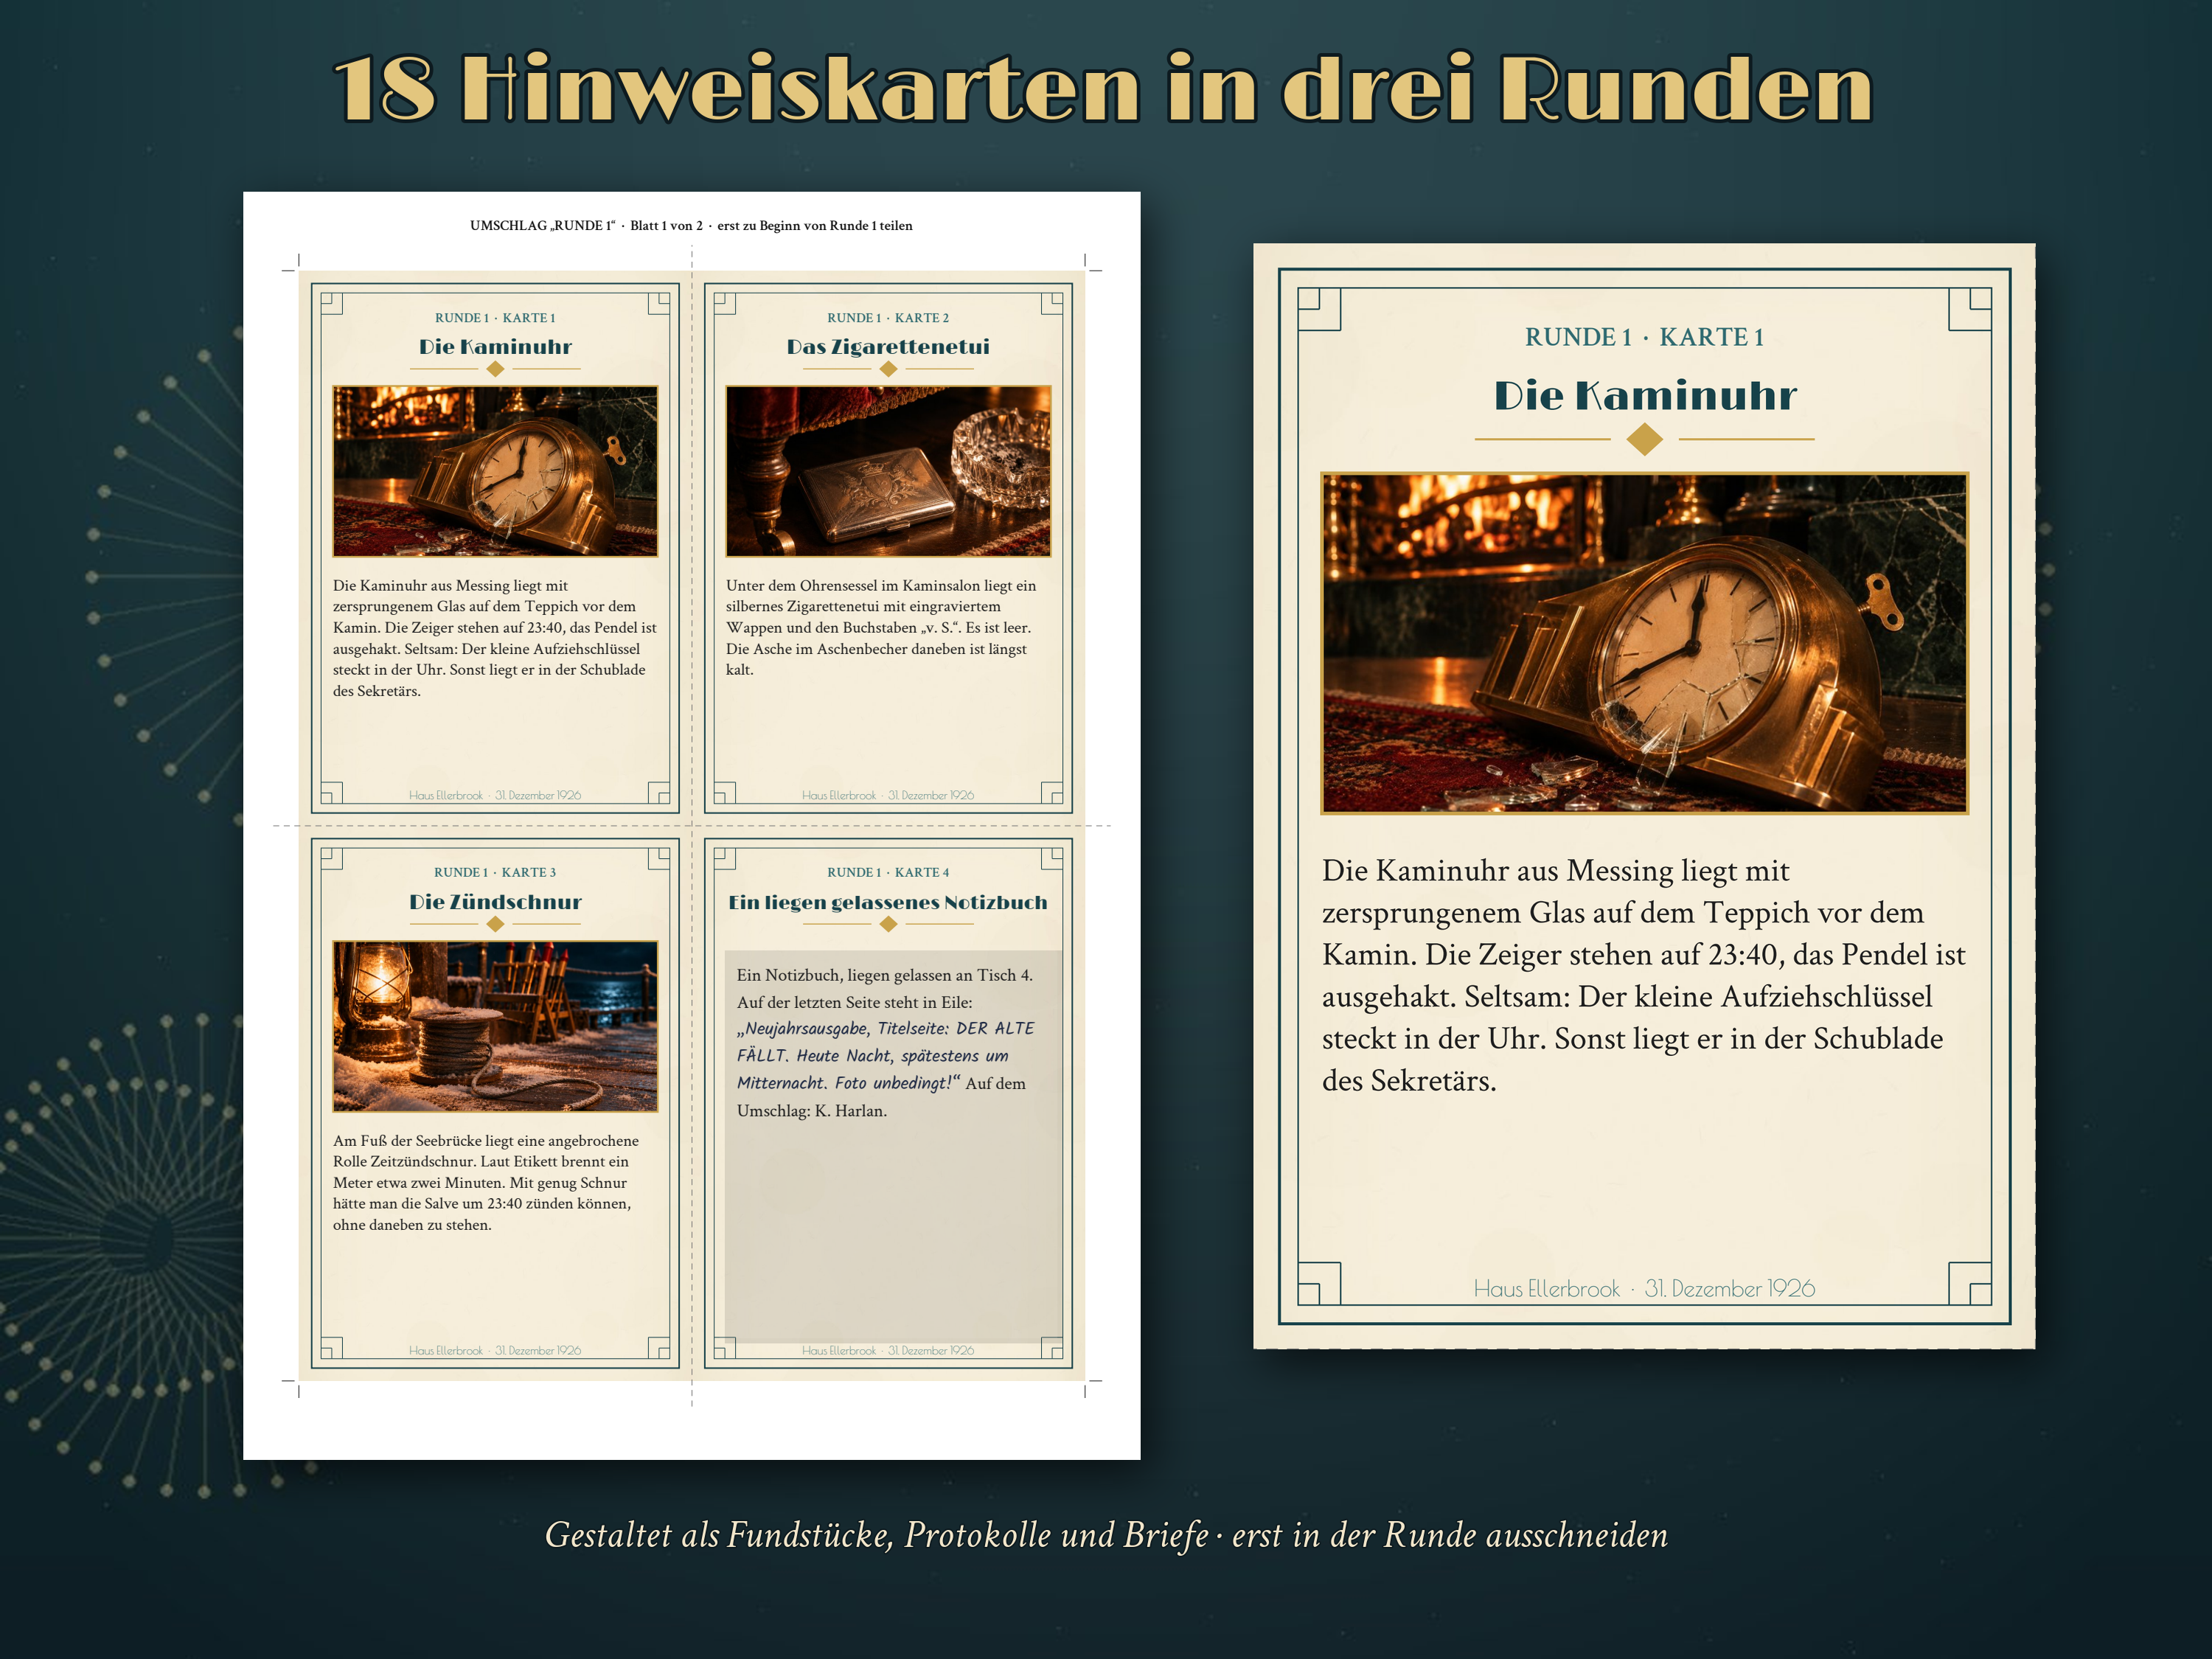 18 Hinweiskarten in drei Runden
UMSCHLAG „RUNDE 1“ · Blatt 1 von 2 · erst zu Beginn von Runde 1 teilen
RUNDE 1 · KARTE 1
Die Kaminuhr
Die Kaminuhr aus Messing liegt mit
zersprungenem Glas auf dem Teppich vor dem
Kamin. Die Zeiger stehen auf 23:40, das Pendel ist
ausgehakt. Seltsam: Der kleine Aufziehschlüssel
steckt in der Uhr. Sonst liegt er in der Schublade
des Sekretärs.
Haus Ellerbrook · 31. Dezember 1926
RUNDE 1 · KARTE 2
Das Zigarettenetui
Unter dem Ohrensessel im Kaminsalon liegt ein
silbernes Zigarettenetui mit eingraviertem
Wappen und den Buchstaben „v. S.“. Es ist leer.
Die Asche im Aschenbecher daneben ist längst
kalt.
Haus Ellerbrook · 31. Dezember 1926
RUNDE 1 · KARTE 3
Die Zündschnur
Am Fuß der Seebrücke liegt eine angebrochene
Rolle Zeitzündschnur. Laut Etikett brennt ein
Meter etwa zwei Minuten. Mit genug Schnur
hätte man die Salve um 23:40 zünden können,
ohne daneben zu stehen.
Haus Ellerbrook · 31. Dezember 1926
RUNDE 1 · KARTE 4
Ein liegen gelassenes Notizbuch
Ein Notizbuch, liegen gelassen an Tisch 4.
Auf der letzten Seite steht in Eile:
„Neujahrsausgabe, Titelseite: DER ALTE
FÄLLT. Heute Nacht, spätestens um
Mitternacht. Foto unbedingt!“ Auf dem
Umschlag: K. Harlan.
Haus Ellerbrook · 31. Dezember 1926
RUNDE 1 · KARTE 1
Die Kaminuhr
Die Kaminuhr aus Messing liegt mit
zersprungenem Glas auf dem Teppich vor dem
Kamin. Die Zeiger stehen auf 23:40, das Pendel ist
ausgehakt. Seltsam: Der kleine Aufziehschlüssel
steckt in der Uhr. Sonst liegt er in der Schublade
des Sekretärs.
Haus Ellerbrook · 31. Dezember 1926
Gestaltet als Fundstücke, Protokolle und Briefe · erst in der Runde ausschneiden